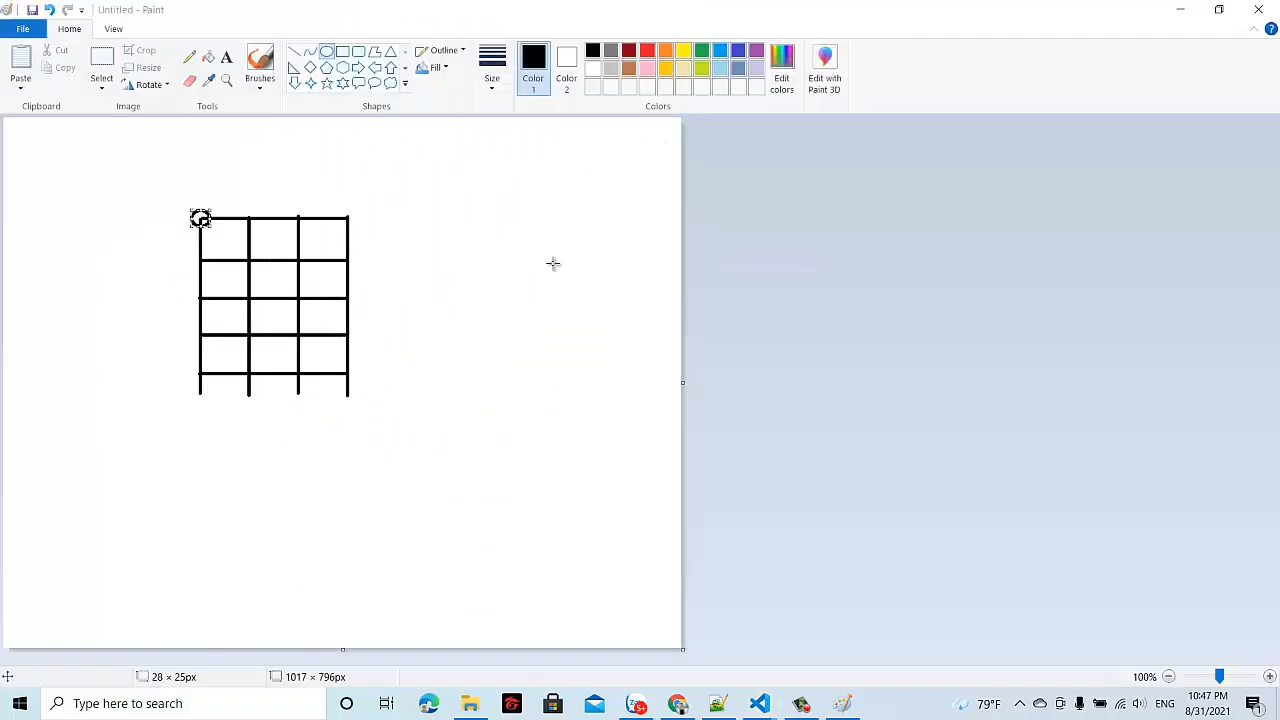 Untitled - Paint
File Home View
Paste
Cut
Copy
Clipboard
Select
Crop
Resize
Rotate
Image
Tools
Brushes
Outline
Fill
Shapes
Size
Color 1
Color 2
Edit colors
Colors
Edit with Paint 3D
28 × 25px
1017 × 796px
100%
Type here to search
5+
79°F
ENG
10:47 PM
8/31/2021
1